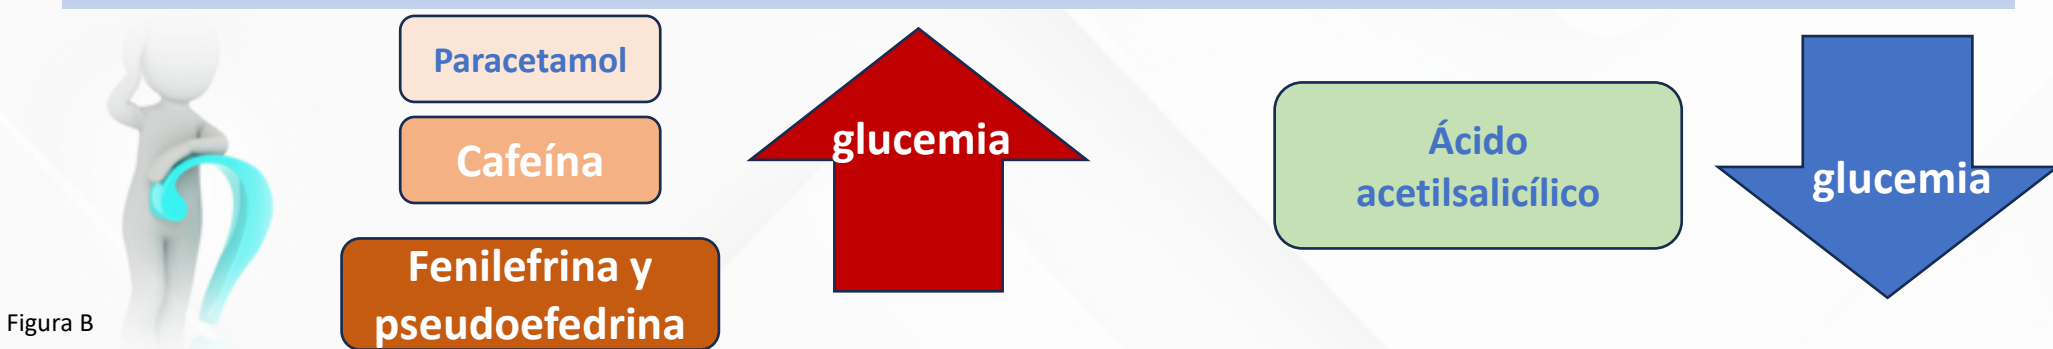 Paracetamol
Cafeína
Fenilefrina y
pseudoefedrina
glucemia
Ácido
acetilsalicílico
glucemia
Figura B